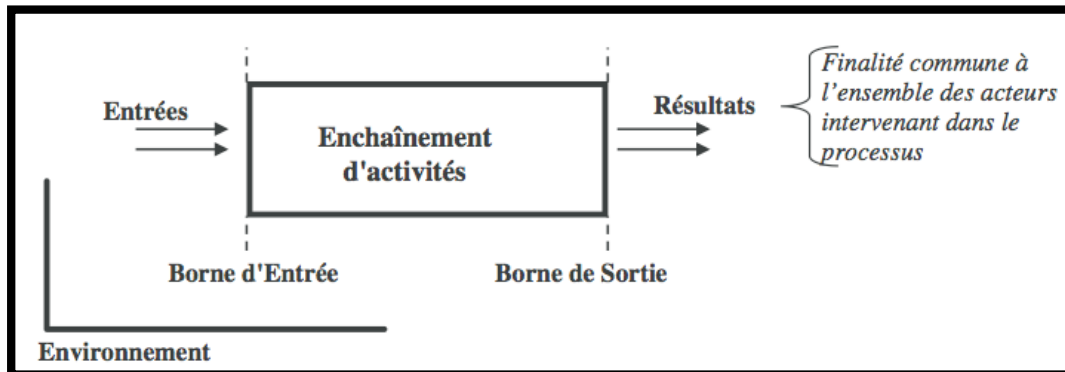 Entrées
Enchaînement
d'activités
Résultats
Finalité commune à
l'ensemble des acteurs
intervenant dans le
processus
Borne d'Entrée
Borne de Sortie
Environnement